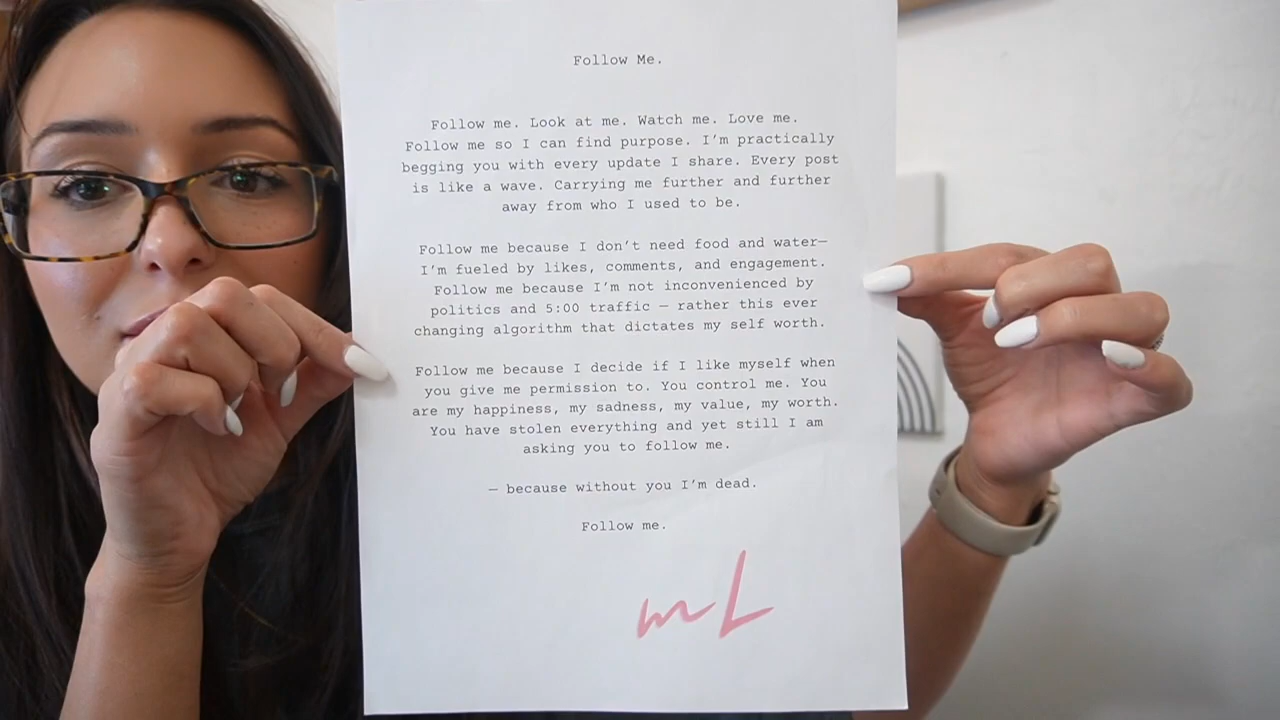 Follow Me.
Follow me. Look at me. Watch me. Love me.
Follow me so I can find purpose. I’m practically
begging you with every update I share. Every post
is like a wave. Carrying me further and further
away from who I used to be.
Follow me because I don’t need food and water—
I’m fueled by likes, comments, and engagement.
Follow me because I’m not inconvenienced by
politics and 5:00 traffic — rather this ever
changing algorithm that dictates my self worth.
Follow me because I decide if I like myself when
you give me permission to. You control me. You
are my happiness, my sadness, my value, my worth.
You have stolen everything and yet still I am
asking you to follow me.
— because without you I’m dead.
Follow me.
mL